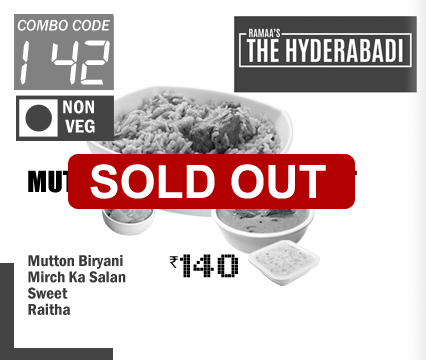 COMBO CODE
142
RAMAA'S
THE HYDERABADI
NON
VEG
SOLD OUT
Mutton Biryani
Mirch Ka Salan
Sweet
Raitha
₹140